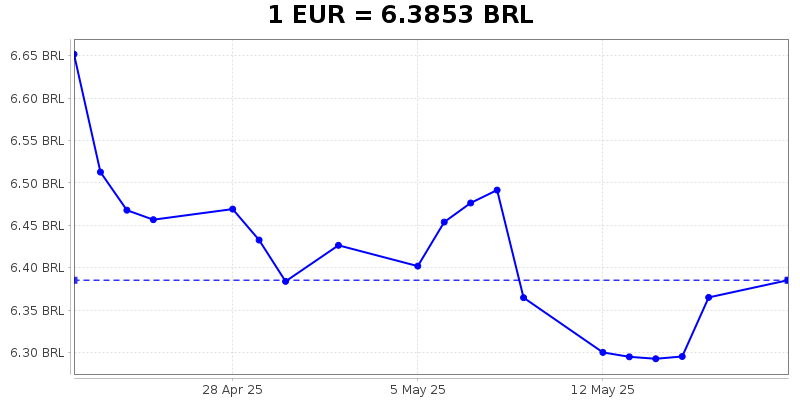 1 EUR = 6.3853 BRL
6.65 BRL
6.60 BRL
6.55 BRL
6.50 BRL
6.45 BRL
6.40 BRL
6.35 BRL
6.30 BRL
28 Apr 25
5 May 25
12 May 25